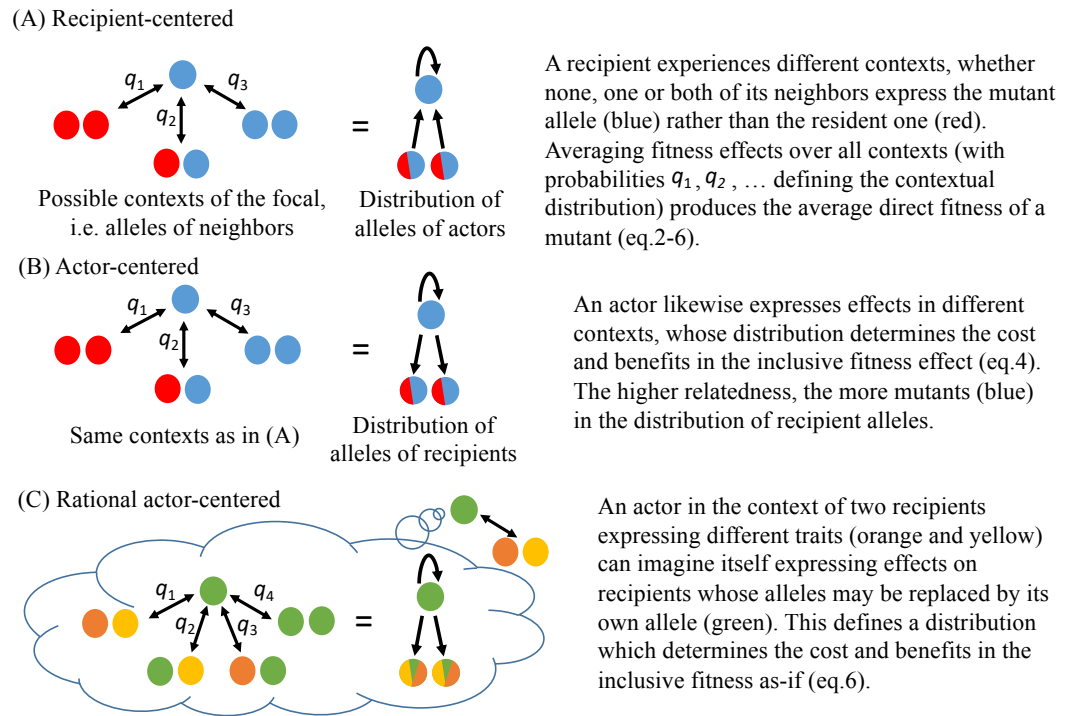 (A) Recipient-centered
q1
q3
q2
=
Possible contexts of the focal,
i.e. alleles of neighbors
Distribution of
alleles of actors
A recipient experiences different contexts, whether
none, one or both of its neighbors express the mutant
allele (blue) rather than the resident one (red).
Averaging fitness effects over all contexts (with
probabilities q1, q2 , … defining the contextual
distribution) produces the average direct fitness of a
mutant (eq.2-6).
(B) Actor-centered
q1
q3
q2
=
Same contexts as in (A)
Distribution of
alleles of recipients
An actor likewise expresses effects in different
contexts, whose distribution determines the cost
and benefits in the inclusive fitness effect (eq.4).
The higher relatedness, the more mutants (blue)
in the distribution of recipient alleles.
(C) Rational actor-centered
q1
q4
q2
q3
=
An actor in the context of two recipients
expressing different traits (orange and yellow)
can imagine itself expressing effects on
recipients whose alleles may be replaced by its
own allele (green). This defines a distribution
which determines the cost and benefits in the
inclusive fitness as-if (eq.6).